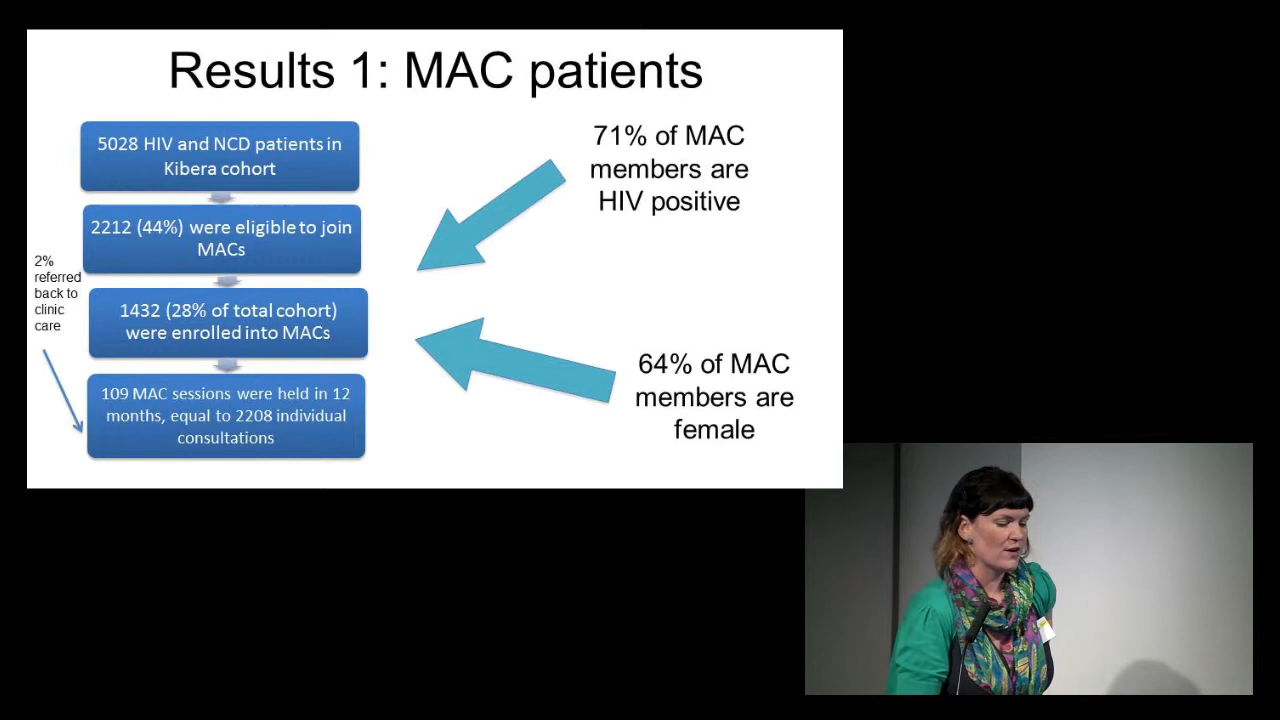 Results 1: MAC patients
5028 HIV and NCD patients in
Kibera cohort
2212 (44%) were eligible to join
MACs
1432 (28% of total cohort)
were enrolled into MACs
109 MAC sessions were held in 12
months, equal to 2208 individual
consultations
2%
referred
back to
clinic
care
71% of MAC
members are
HIV positive
64% of MAC
members are
female